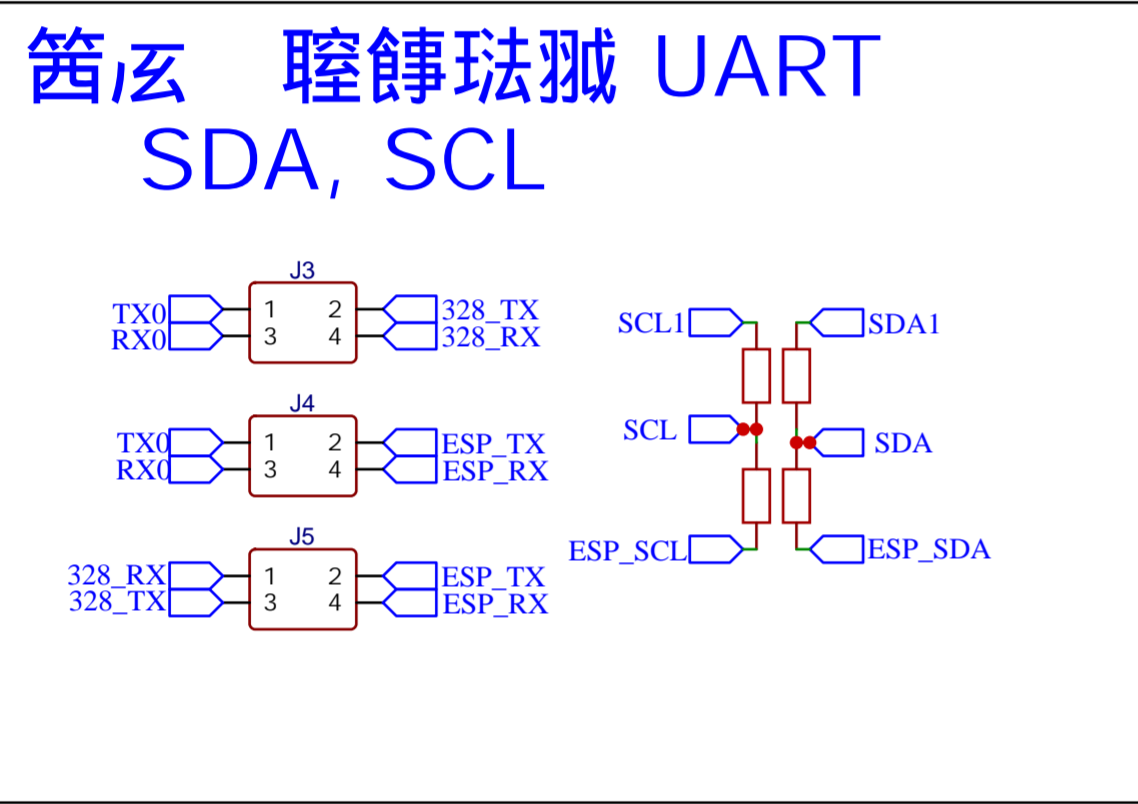 UART
SDA, SCL
J3
TX0 1 2 328_TX
RX0 3 4 328_RX
J4
TX0 1 2 ESP_TX
RX0 3 4 ESP_RX
J5
328_RX 1 2 ESP_TX
328_TX 3 4 ESP_RX
SCL1 SDA1
SCL SDA
ESP_SCL ESP_SDA